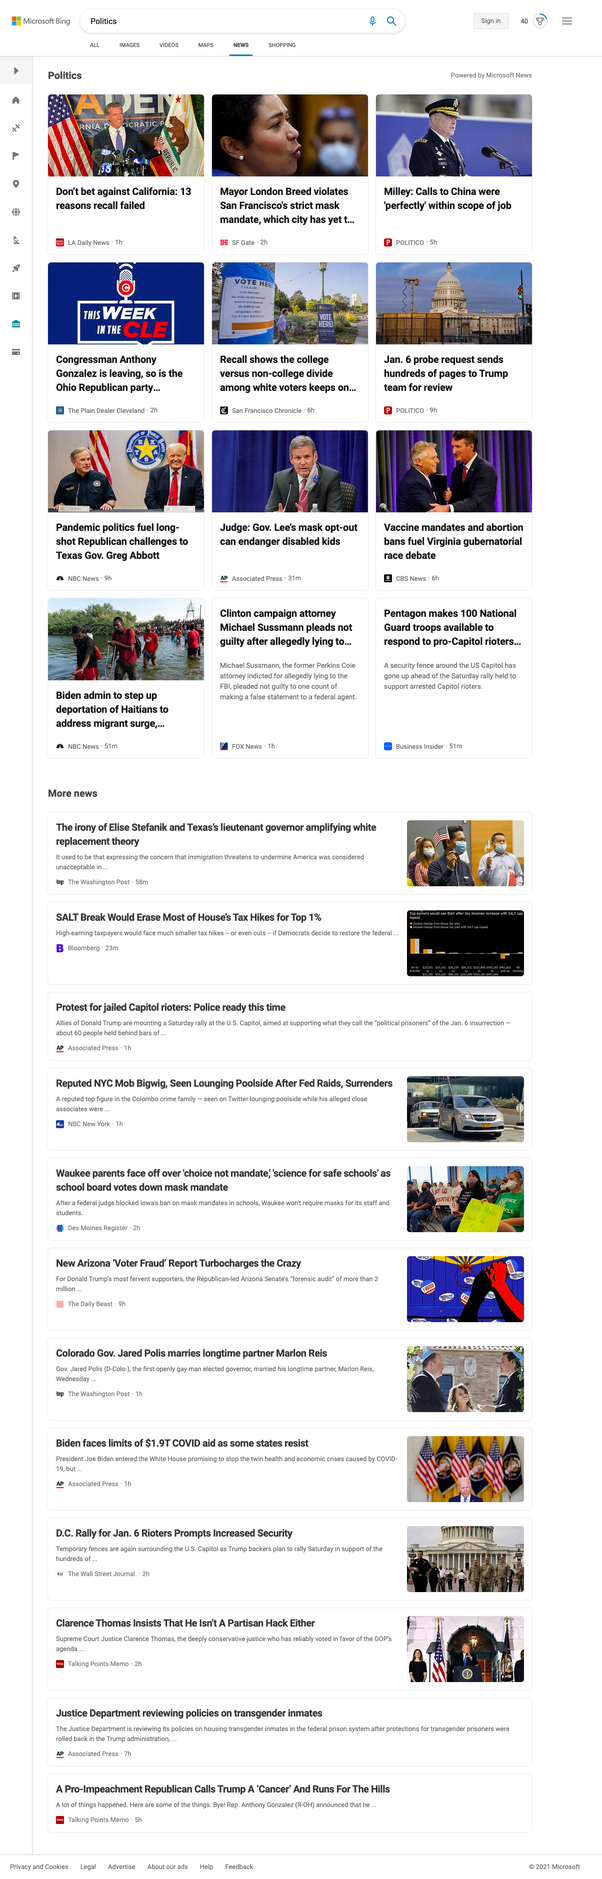 Microsoft Bing
Politics
Sign in
40
ALL IMAGES VIDEOS MAPS NEWS SHOPPING
Politics
Powered by Microsoft News
Don't bet against California: 13
reasons recall failed
LA Daily News · 1h
Mayor London Breed violates
San Francisco's strict mask
mandate, which city has yet t...
SF Gate · 2h
Milley: Calls to China were
'perfectly' within scope of job
POLITICO · 5h
THIS WEEK
IN THE CLE
Congressman Anthony
Gonzalez is leaving, so is the
Ohio Republican party...
The Plain Dealer Cleveland · 2h
VOTE HERE
VOTE
HERE!
Recall shows the college
versus non-college divide
among white voters keeps on...
San Francisco Chronicle · 6h
Jan. 6 probe request sends
hundreds of pages to Trump
team for review
POLITICO · 9h
Pandemic politics fuel long-
shot Republican challenges to
Texas Gov. Greg Abbott
NBC News · 9h
Judge: Gov. Lee's mask opt-out
can endanger disabled kids
AP Associated Press · 31m
Vaccine mandates and abortion
bans fuel Virginia gubernatorial
race debate
CBS News · 6h
Biden admin to step up
deportation of Haitians to
address migrant surge,...
NBC News · 51m
Clinton campaign attorney
Michael Sussmann pleads not
guilty after allegedly lying to...
Michael Sussmann, the former Perkins Coie
attorney indicted for allegedly lying to the
FBI, pleaded not guilty to one count of
making a false statement to a federal agent.
FOX News · 1h
Pentagon makes 100 National
Guard troops available to
respond to pro-Capitol rioters...
A security fence around the US Capitol has
gone up ahead of the Saturday rally held to
support arrested Capitol rioters.
Business Insider · 51m
More news
The irony of Elise Stefanik and Texas's lieutenant governor amplifying white
replacement theory
It used to be that expressing the concern that immigration threatens to undermine America was considered
unacceptable in ...
wp The Washington Post · 58m
SALT Break Would Erase Most of House's Tax Hikes for Top 1%
High-earning taxpayers would face much smaller tax hikes -- or even cuts -- if Democrats decide to restore the federal ...
B Bloomberg · 23m
Protest for jailed Capitol rioters: Police ready this time
Allies of Donald Trump are mounting a Saturday rally at the U.S. Capitol, aimed at supporting what they call the "political prisoners" of the Jan. 6 insurrection —
about 60 people held behind bars of ...
AP Associated Press · 1h
Reputed NYC Mob Bigwig, Seen Lounging Poolside After Fed Raids, Surrenders
A reputed top figure in the Colombo crime family — seen on Twitter lounging poolside while his alleged close
associates were ...
NBC New York · 1h
Waukee parents face off over 'choice not mandate,' 'science for safe schools' as
school board votes down mask mandate
After a federal judge blocked Iowa's ban on mask mandates in schools, Waukee won't require masks for its staff and
students.
Des Moines Register · 2h
New Arizona 'Voter Fraud' Report Turbocharges the Crazy
For Donald Trump's most fervent supporters, the Republican-led Arizona Senate's "forensic audit" of more than 2
million ...
The Daily Beast · 9h
Colorado Gov. Jared Polis marries longtime partner Marlon Reis
Gov. Jared Polis (D-Colo.), the first openly gay man elected governor, married his longtime partner, Marlon Reis,
Wednesday ...
wp The Washington Post · 1h
Biden faces limits of $1.9T COVID aid as some states resist
President Joe Biden entered the White House promising to stop the twin health and economic crises caused by COVID-
19, but ...
AP Associated Press · 1h
D.C. Rally for Jan. 6 Rioters Prompts Increased Security
Temporary fences are again surrounding the U.S. Capitol as Trump backers plan to rally Saturday in support of the
hundreds of ...
WSJ The Wall Street Journal. · 2h
Clarence Thomas Insists That He Isn't A Partisan Hack Either
Supreme Court Justice Clarence Thomas, the deeply conservative justice who has reliably voted in favor of the GOP's
agenda ...
Talking Points Memo · 2h
Justice Department reviewing policies on transgender inmates
The Justice Department is reviewing its policies on housing transgender inmates in the federal prison system after protections for transgender prisoners were
rolled back in the Trump administration, ...
AP Associated Press · 7h
A Pro-Impeachment Republican Calls Trump A 'Cancer' And Runs For The Hills
A lot of things happened. Here are some of the things. Bye! Rep. Anthony Gonzalez (R-OH) announced that he ...
Talking Points Memo · 5h
Privacy and Cookies Legal Advertise About our ads Help Feedback
© 2021 Microsoft